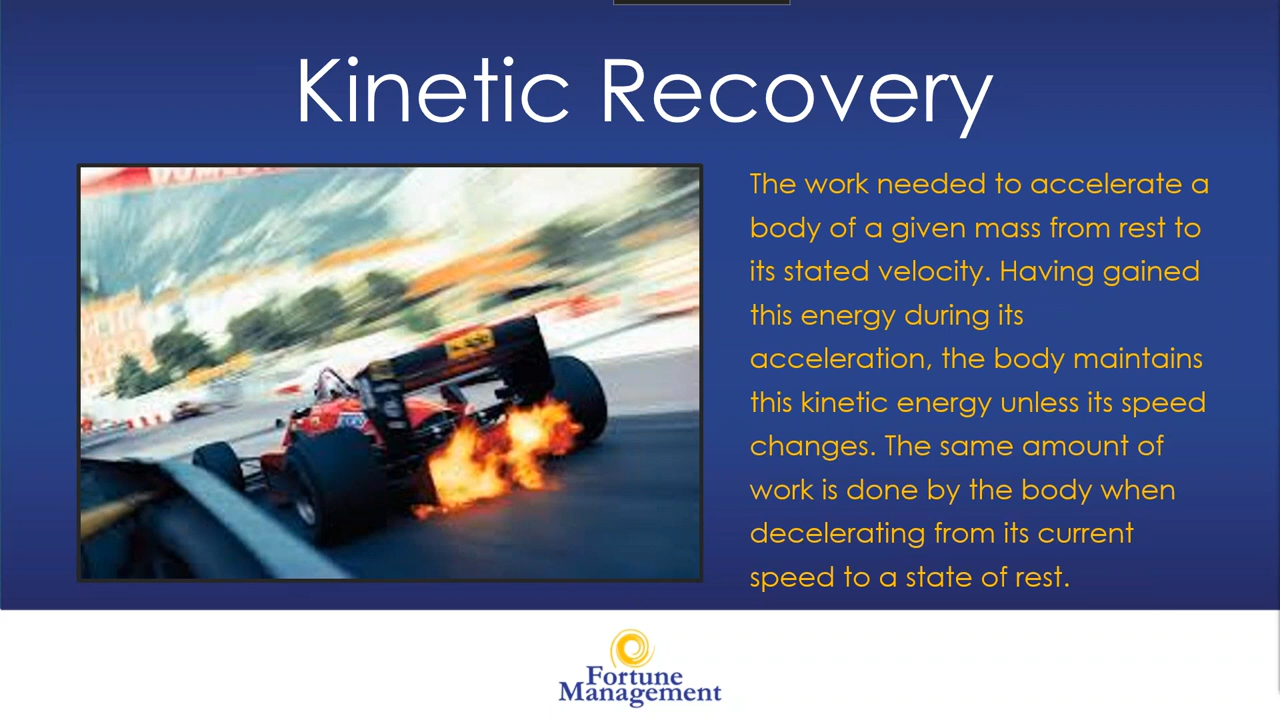 Kinetic Recovery
The work needed to accelerate a
body of a given mass from rest to
its stated velocity. Having gained
this energy during its
acceleration, the body maintains
this kinetic energy unless its speed
changes. The same amount of
work is done by the body when
decelerating from its current
speed to a state of rest.
Fortune
Management